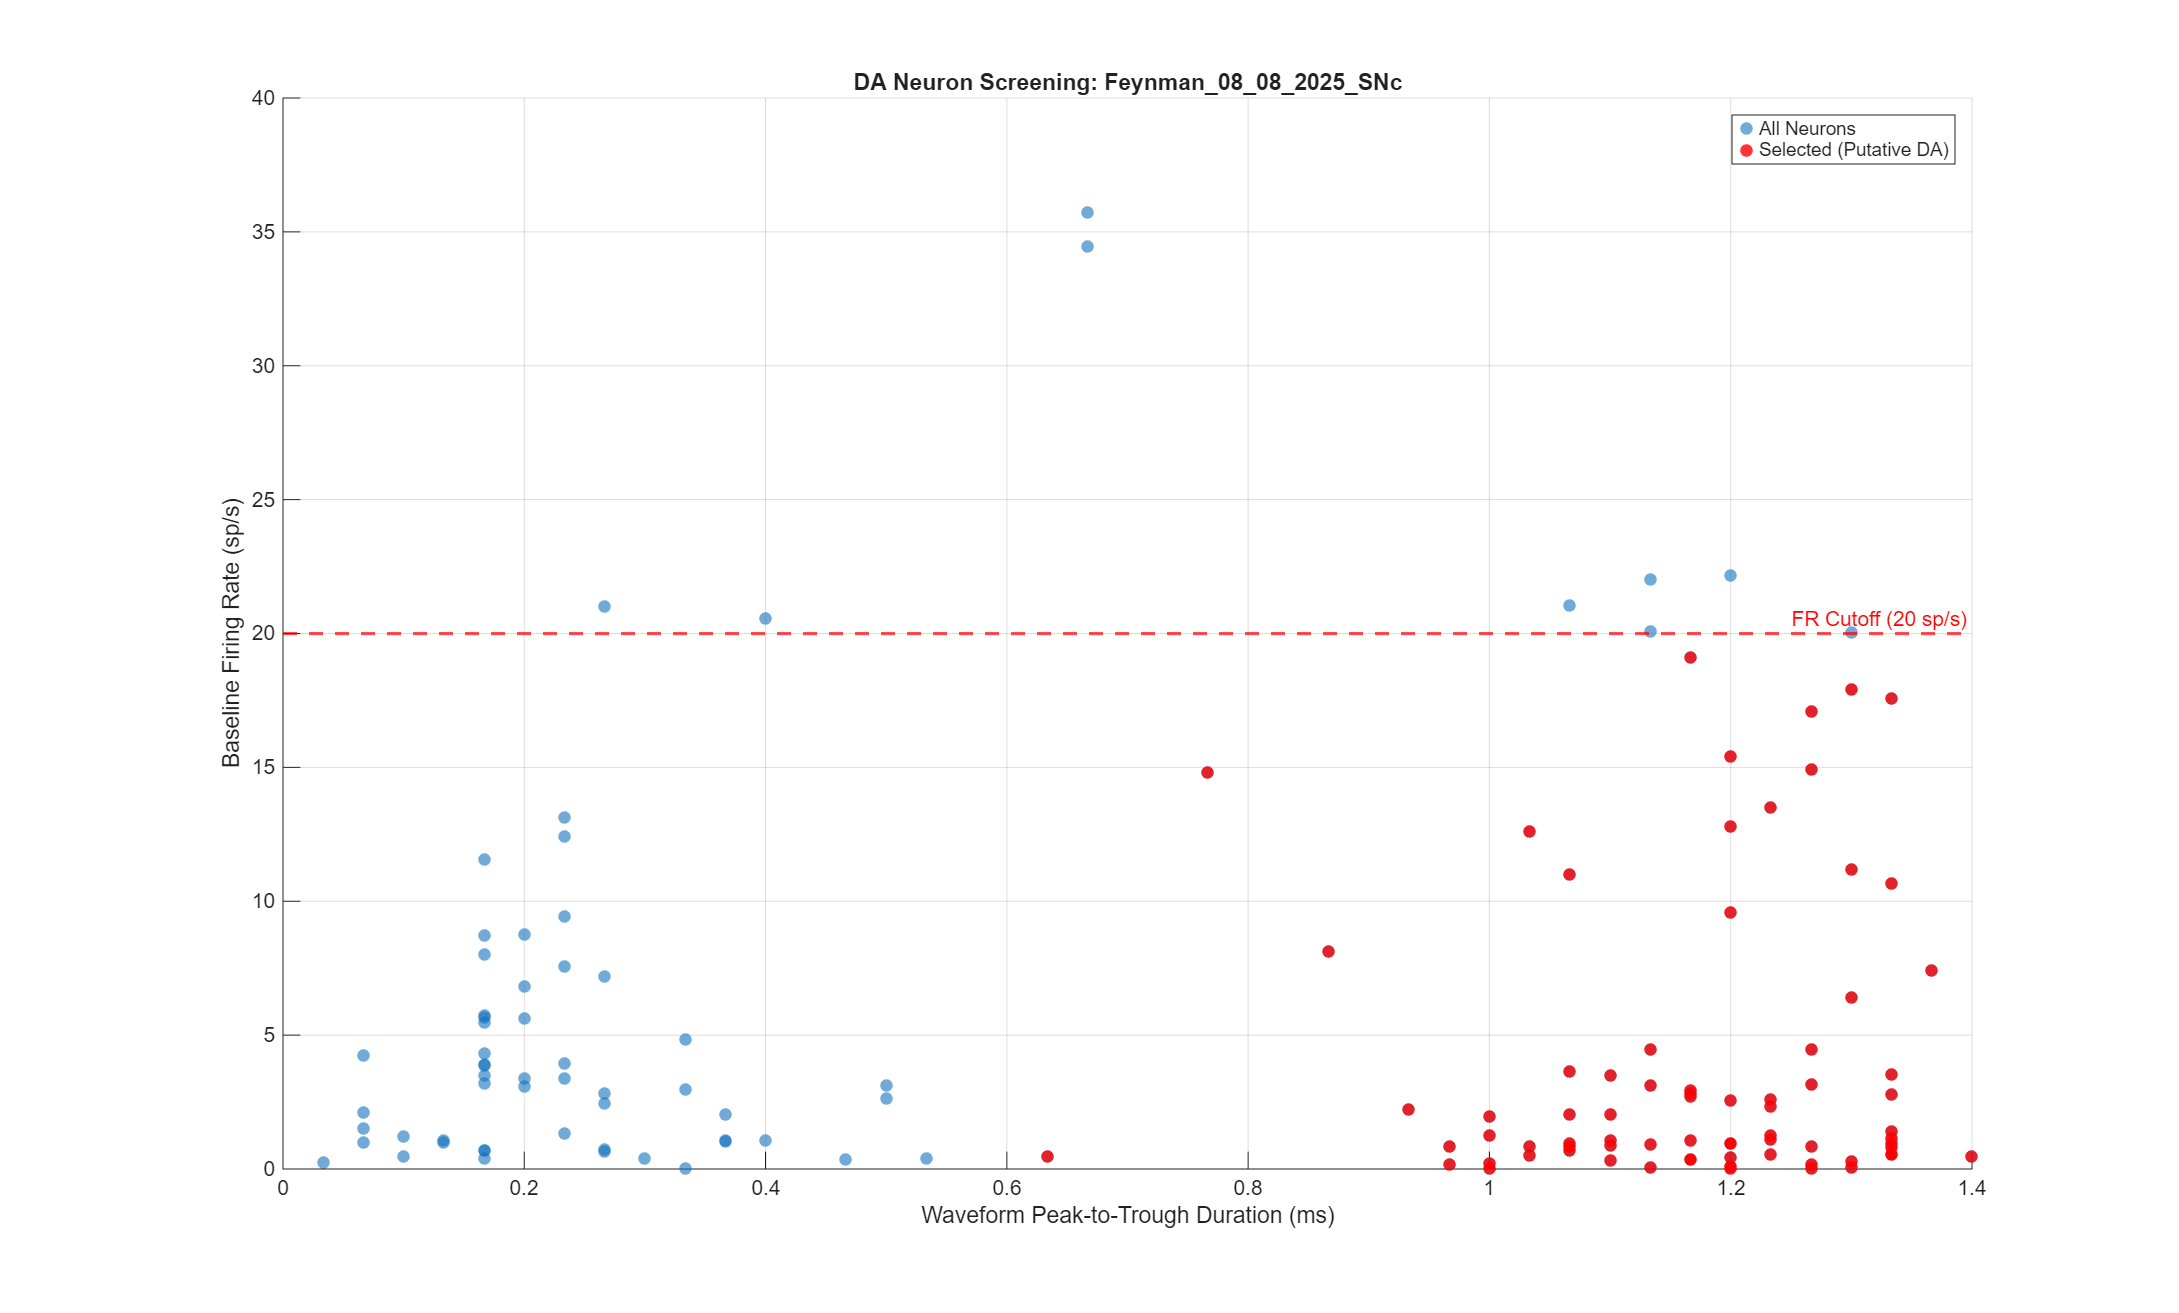 DA Neuron Screening: Feynman_08_08_2025_SNc
All Neurons
Selected (Putative DA)
FR Cutoff (20 sp/s)
Baseline Firing Rate (sp/s)
40
35
30
25
20
15
10
5
0
0 0.2 0.4 0.6 0.8 1 1.2 1.4
Waveform Peak-to-Trough Duration (ms)